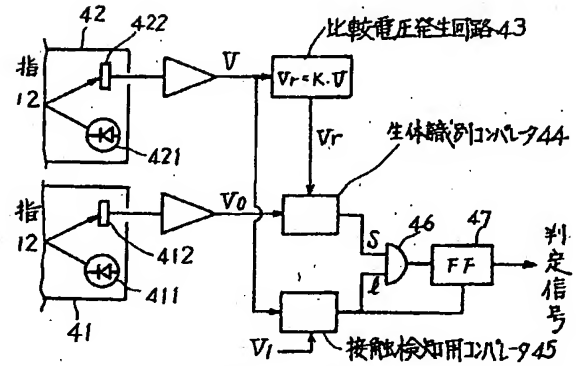 42
422
指
12
421
V
比較電圧発生回路43
Vr=K·V
Vr
生体識別コンパレータ44
指
12
412
411
41
V0
S
46
l
47
FF
判定信号
V1
接触検知用コンパレータ45